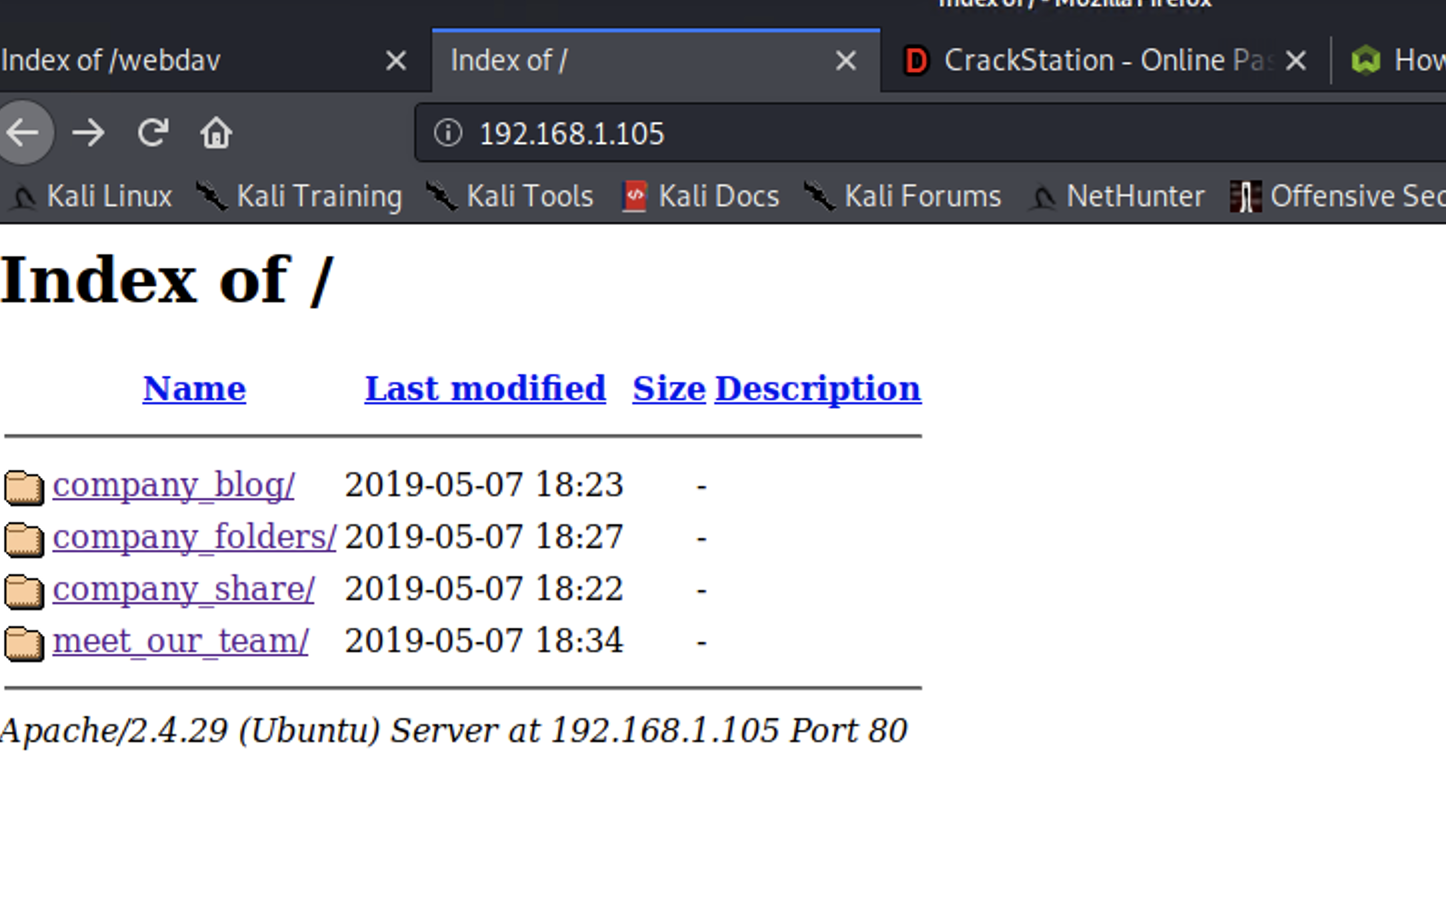 Index of / - Mozilla Firefox
Index of /webdav Index of / CrackStation - Online Pas How
192.168.1.105
Kali Linux Kali Training Kali Tools Kali Docs Kali Forums NetHunter Offensive Sec
Index of /
Name Last modified Size Description
company_blog/ 2019-05-07 18:23 -
company_folders/ 2019-05-07 18:27 -
company_share/ 2019-05-07 18:22 -
meet_our_team/ 2019-05-07 18:34 -
Apache/2.4.29 (Ubuntu) Server at 192.168.1.105 Port 80